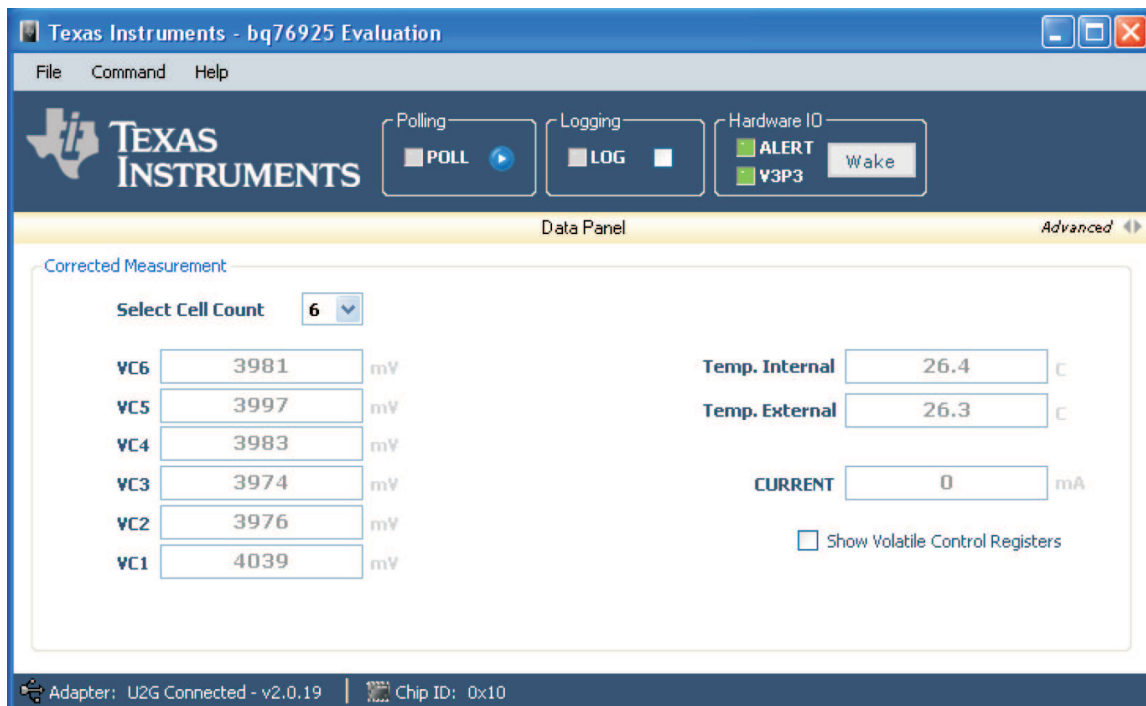 Texas Instruments - bq76925 Evaluation
File Command Help
TEXAS INSTRUMENTS
Polling
POLL
Logging
LOG
Hardware IO
ALERT
V3P3
Wake
Data Panel
Advanced
Corrected Measurement
Select Cell Count 6
VC6 3981 mV
VC5 3997 mV
VC4 3983 mV
VC3 3974 mV
VC2 3976 mV
VC1 4039 mV
Temp. Internal 26.4 C
Temp. External 26.3 C
CURRENT 0 mA
Show Volatile Control Registers
Adapter: U2G Connected - v2.0.19
Chip ID: 0x10